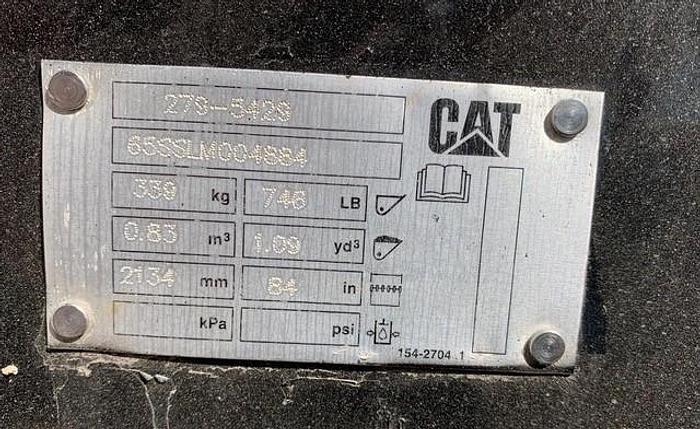 279-5429
CAT
65SSLM004884
339 kg 746 LB
0.83 m³ 1.09 yd³
2134 mm 84 in
kPa psi
154-2704 1